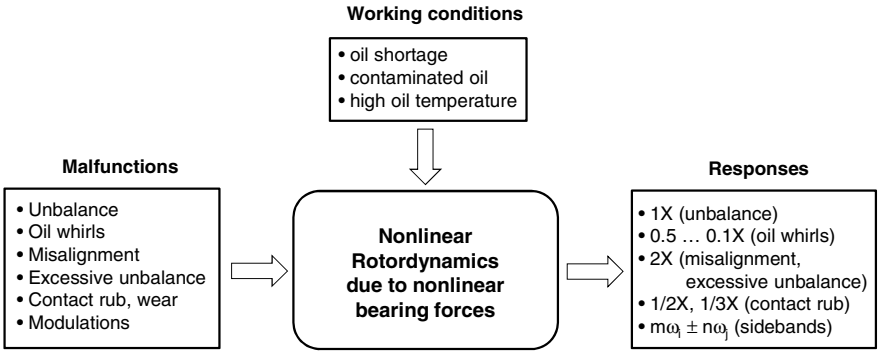 Working conditions
• oil shortage
• contaminated oil
• high oil temperature
Malfunctions
• Unbalance
• Oil whirls
• Misalignment
• Excessive unbalance
• Contact rub, wear
• Modulations
Nonlinear
Rotordynamics
due to nonlinear
bearing forces
Responses
• 1X (unbalance)
• 0.5 … 0.1X (oil whirls)
• 2X (misalignment,
excessive unbalance)
• 1/2X, 1/3X (contact rub)
• mωᵢ ± nωⱼ (sidebands)